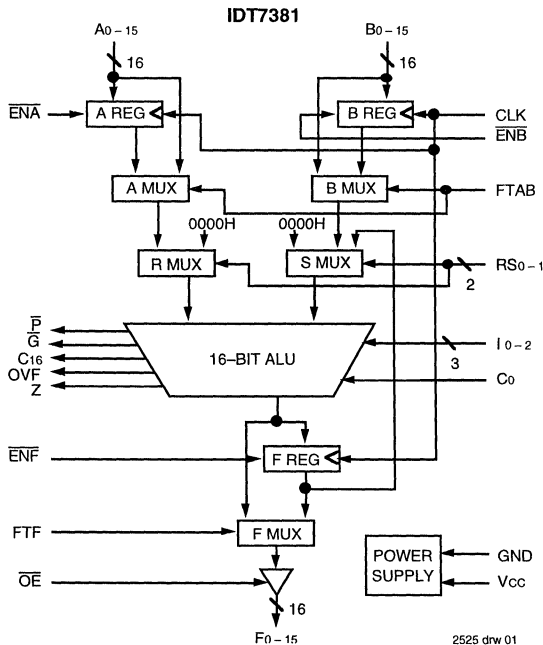 IDT7381
A0–15 B0–15
16 16
ENA A REG B REG CLK
ENB
A MUX B MUX FTAB
0000H 0000H
R MUX S MUX RS0–1
2
P
G 16–BIT ALU I0–2
C16 3
OVF C0
Z
ENF F REG
FTF F MUX
POWER SUPPLY GND
OE VCC
16
F0–15 2525 drw 01